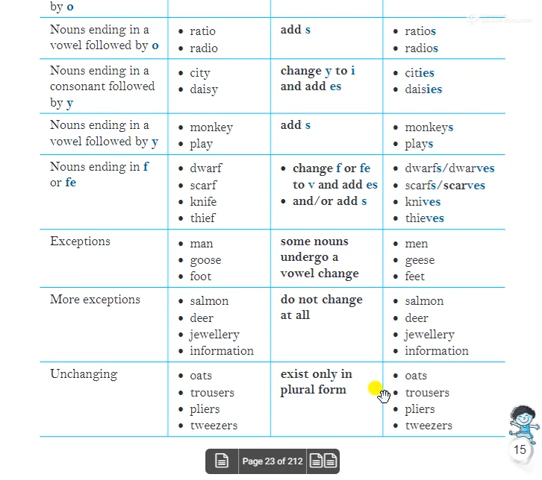 by o
Nouns ending in a
vowel followed by o
• ratio
• radio
add s
• ratios
• radios
Nouns ending in a
consonant followed
by y
• city
• daisy
change y to i
and add es
• cities
• daisies
Nouns ending in a
vowel followed by y
• monkey
• play
add s
• monkeys
• plays
Nouns ending in f
or fe
• dwarf
• scarf
• knife
• thief
• change f or fe
to v and add es
• and/or add s
• dwarfs/dwarves
• scarfs/scarves
• knives
• thieves
Exceptions
• man
• goose
• foot
some nouns
undergo a
vowel change
• men
• geese
• feet
More exceptions
• salmon
• deer
• jewellery
• information
do not change
at all
• salmon
• deer
• jewellery
• information
Unchanging
• oats
• trousers
• pliers
• tweezers
exist only in
plural form
• oats
• trousers
• pliers
• tweezers
15
Page 23 of 212